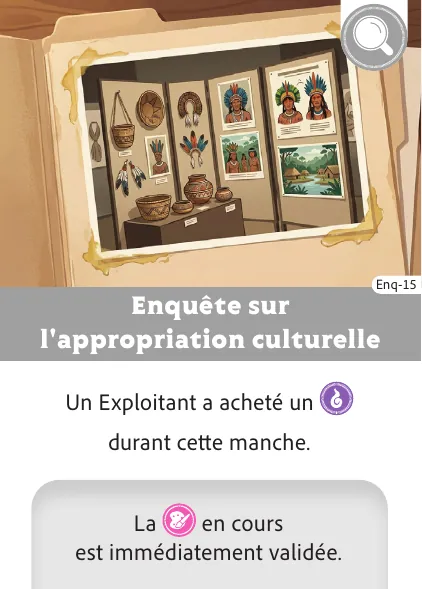 Enq-15
Enquête sur
l'appropriation culturelle
Un Exploitant a acheté un
durant cette manche.
La en cours
est immédiatement validée.